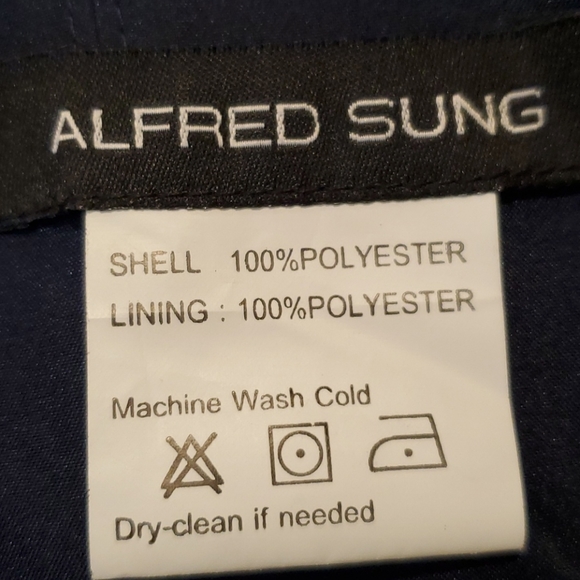 ALFRED SUNG
SHELL 100%POLYESTER
LINING : 100%POLYESTER
Machine Wash Cold
Dry-clean if needed